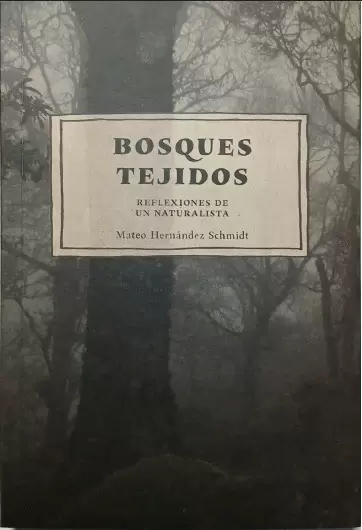 BOSQUES
TEJIDOS
REFLEXIONES DE
UN NATURALISTA
Mateo Hernández Schmidt